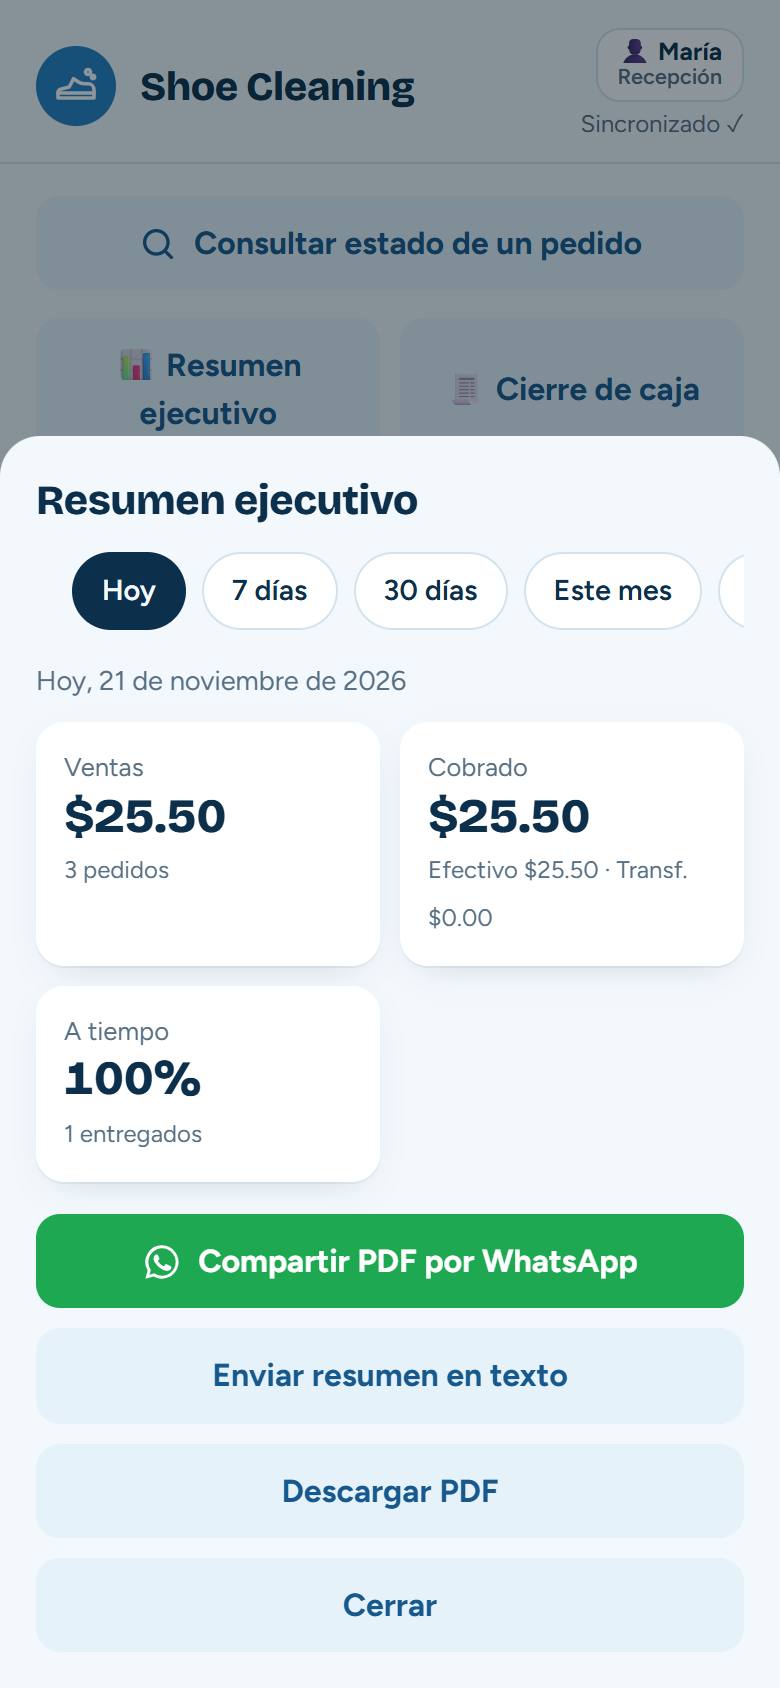 Shoe Cleaning
María
Recepción
Sincronizado ✓
Consultar estado de un pedido
Resumen
ejecutivo
Cierre de caja
Resumen ejecutivo
Hoy
7 días
30 días
Este mes
Hoy, 21 de noviembre de 2026
Ventas
$25.50
3 pedidos
Cobrado
$25.50
Efectivo $25.50 · Transf.
$0.00
A tiempo
100%
1 entregados
Compartir PDF por WhatsApp
Enviar resumen en texto
Descargar PDF
Cerrar